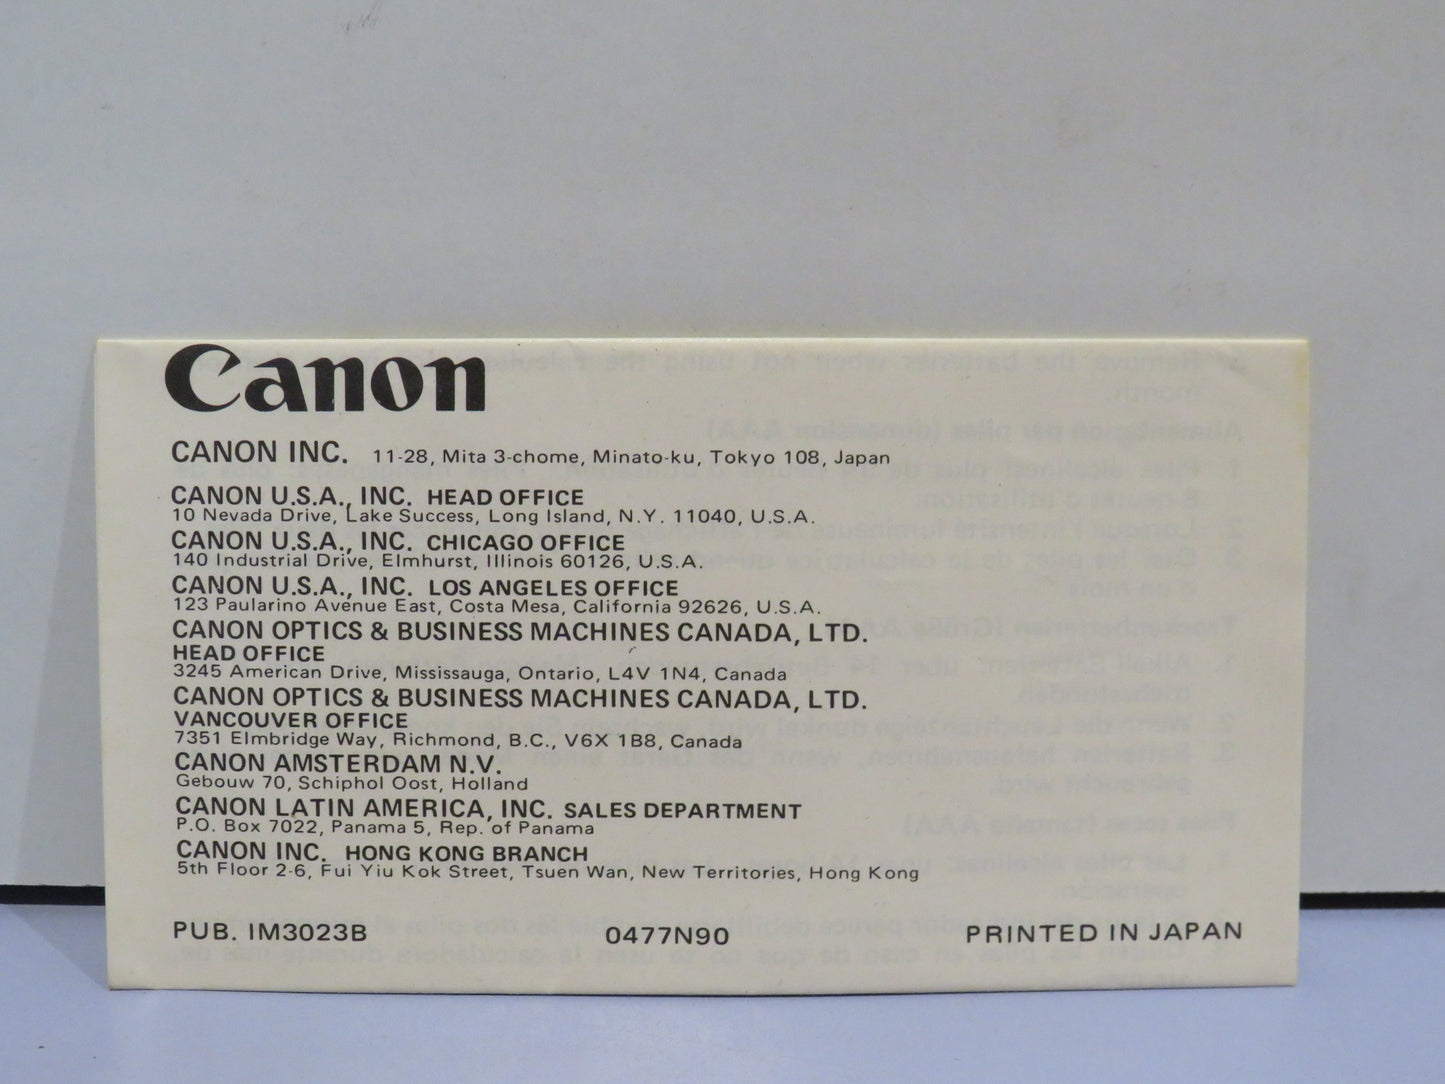 Canon
CANON INC. 11-28, Mita 3-chome, Minato-ku, Tokyo 108, Japan
CANON U.S.A., INC. HEAD OFFICE
10 Nevada Drive, Lake Success, Long Island, N.Y. 11040, U.S.A.
CANON U.S.A., INC. CHICAGO OFFICE
140 Industrial Drive, Elmhurst, Illinois 60126, U.S.A.
CANON U.S.A., INC. LOS ANGELES OFFICE
123 Paularino Avenue East, Costa Mesa, California 92626, U.S.A.
CANON OPTICS & BUSINESS MACHINES CANADA, LTD.
HEAD OFFICE
3245 American Drive, Mississauga, Ontario, L4V 1N4, Canada
CANON OPTICS & BUSINESS MACHINES CANADA, LTD.
VANCOUVER OFFICE
7351 Elmbridge Way, Richmond, B.C., V6X 1B8, Canada
CANON AMSTERDAM N.V.
Gebouw 70, Schiphol Oost, Holland
CANON LATIN AMERICA, INC. SALES DEPARTMENT
P.O. Box 7022, Panama 5, Rep. of Panama
CANON INC. HONG KONG BRANCH
5th Floor 2-6, Fui Yiu Kok Street, Tsuen Wan, New Territories, Hong Kong
PUB. IM3023B 0477N90 PRINTED IN JAPAN